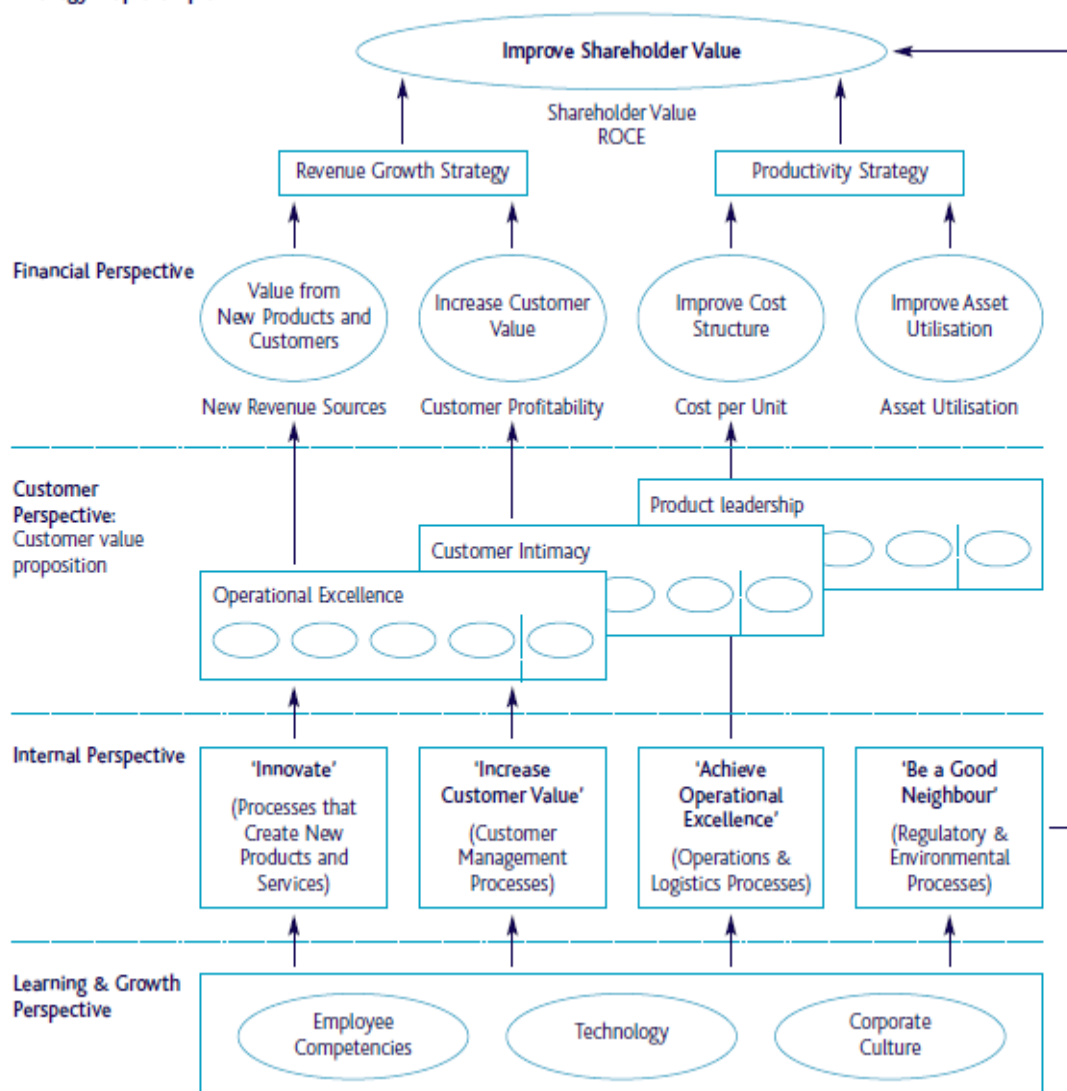 Improve Shareholder Value
Shareholder Value
ROCE
Revenue Growth Strategy
Productivity Strategy
Financial Perspective
Value from
New Products and
Customers
Increase Customer
Value
Improve Cost
Structure
Improve Asset
Utilisation
New Revenue Sources
Customer Profitability
Cost per Unit
Asset Utilisation
Customer
Perspective:
Customer value
proposition
Product leadership
Customer Intimacy
Operational Excellence
Internal Perspective
'Innovate'
(Processes that
Create New
Products and
Services)
'Increase
Customer Value'
(Customer
Management
Processes)
'Achieve
Operational
Excellence'
(Operations &
Logistics Processes)
'Be a Good
Neighbour'
(Regulatory &
Environmental
Processes)
Learning & Growth
Perspective
Employee
Competencies
Technology
Corporate
Culture